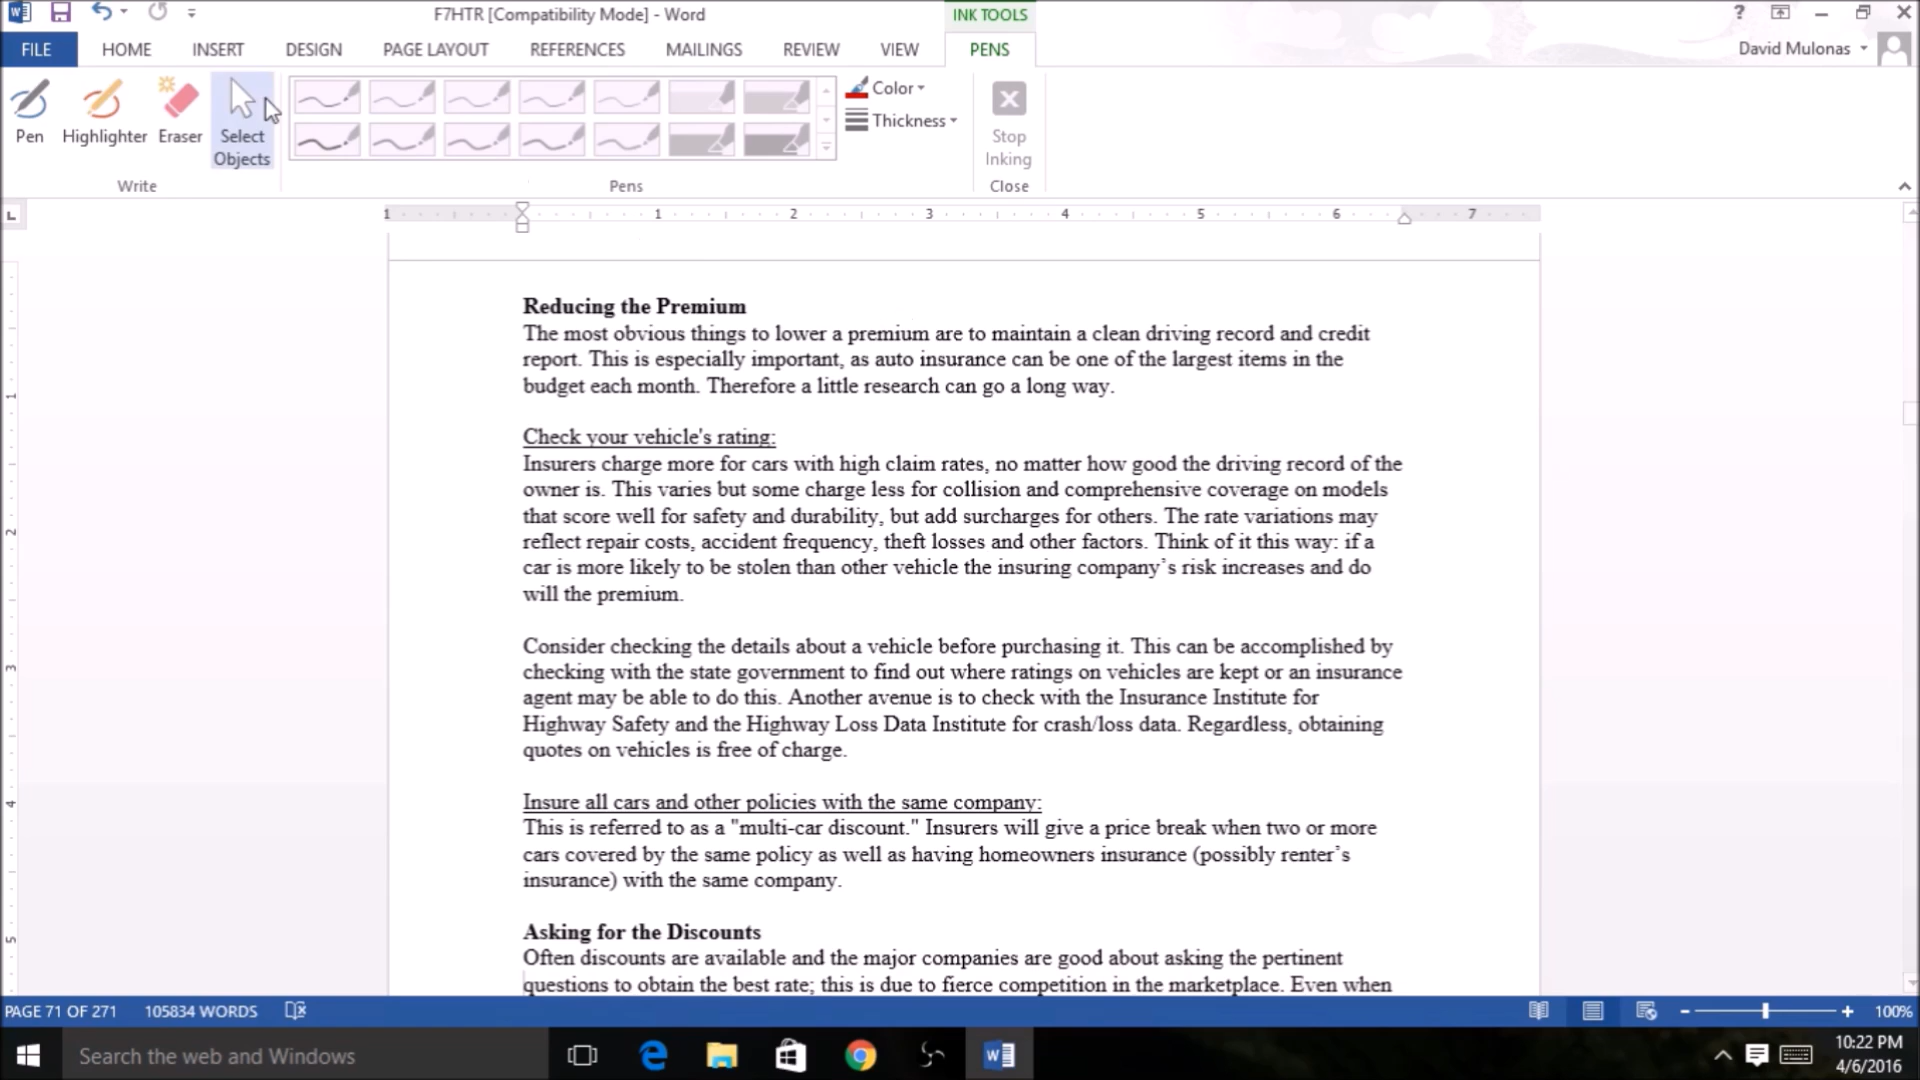 F7HTR [Compatibility Mode] - Word
INK TOOLS
?
FILE HOME INSERT DESIGN PAGE LAYOUT REFERENCES MAILINGS REVIEW VIEW PENS
David Mulonas
Pen
Highlighter
Eraser
Select
Objects
Color
Thickness
Stop
Inking
Write
Pens
Close
1 1 2 3 4 5 6 7
Reducing the Premium
The most obvious things to lower a premium are to maintain a clean driving record and credit
report. This is especially important, as auto insurance can be one of the largest items in the
budget each month. Therefore a little research can go a long way.
Check your vehicle's rating:
Insurers charge more for cars with high claim rates, no matter how good the driving record of the
owner is. This varies but some charge less for collision and comprehensive coverage on models
that score well for safety and durability, but add surcharges for others. The rate variations may
reflect repair costs, accident frequency, theft losses and other factors. Think of it this way: if a
car is more likely to be stolen than other vehicle the insuring company’s risk increases and do
will the premium.
Consider checking the details about a vehicle before purchasing it. This can be accomplished by
checking with the state government to find out where ratings on vehicles are kept or an insurance
agent may be able to do this. Another avenue is to check with the Insurance Institute for
Highway Safety and the Highway Loss Data Institute for crash/loss data. Regardless, obtaining
quotes on vehicles is free of charge.
Insure all cars and other policies with the same company:
This is referred to as a "multi-car discount." Insurers will give a price break when two or more
cars covered by the same policy as well as having homeowners insurance (possibly renter’s
insurance) with the same company.
Asking for the Discounts
Often discounts are available and the major companies are good about asking the pertinent
questions to obtain the best rate; this is due to fierce competition in the marketplace. Even when
1
2
3
4
5
PAGE 71 OF 271 105834 WORDS
100%
Search the web and Windows
10:22 PM
4/6/2016